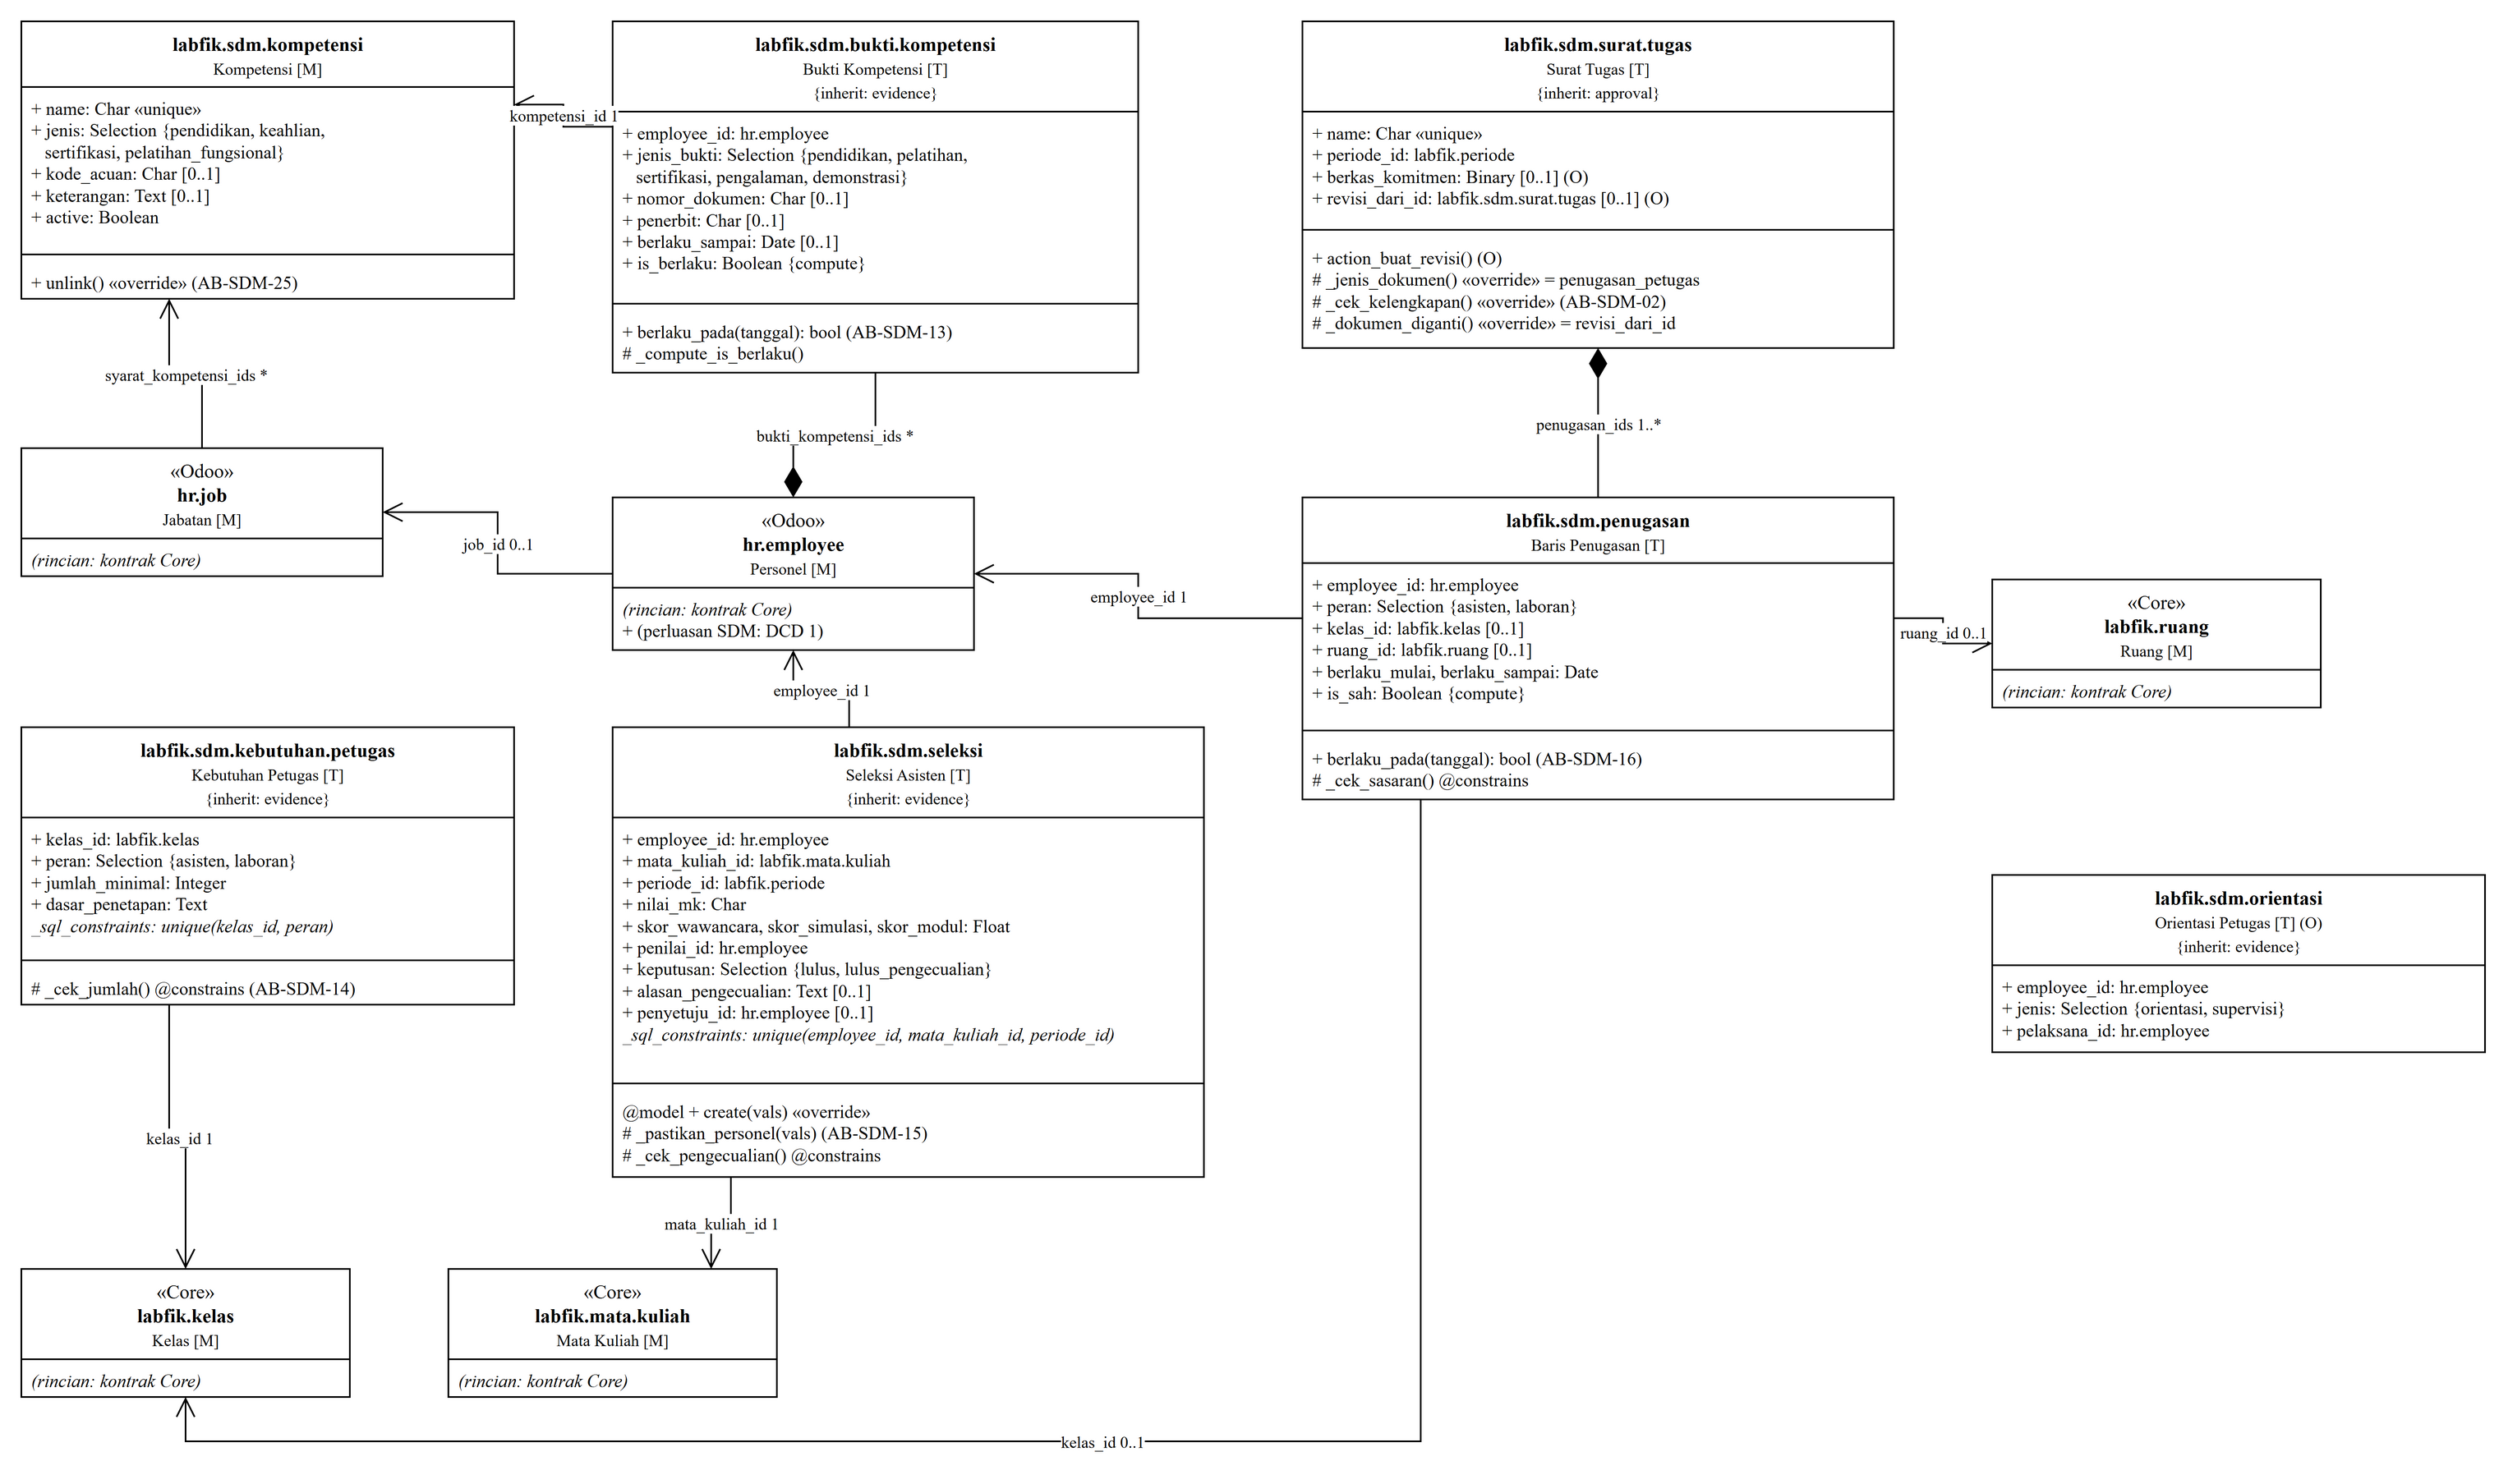 labfik.sdm.kompetensi
Kompetensi [M]
+ name: Char «unique»
+ jenis: Selection {pendidikan, keahlian,
sertifikasi, pelatihan_fungsional}
+ kode_acuan: Char [0..1]
+ keterangan: Text [0..1]
+ active: Boolean
+ unlink() «override» (AB-SDM-25)
kompetensi_id 1
labfik.sdm.bukti.kompetensi
Bukti Kompetensi [T]
{inherit: evidence}
+ employee_id: hr.employee
+ jenis_bukti: Selection {pendidikan, pelatihan,
sertifikasi, pengalaman, demonstrasi}
+ nomor_dokumen: Char [0..1]
+ penerbit: Char [0..1]
+ berlaku_sampai: Date [0..1]
+ is_berlaku: Boolean {compute}
+ berlaku_pada(tanggal): bool (AB-SDM-13)
# _compute_is_berlaku()
labfik.sdm.surat.tugas
Surat Tugas [T]
{inherit: approval}
+ name: Char «unique»
+ periode_id: labfik.periode
+ berkas_komitmen: Binary [0..1] (O)
+ revisi_dari_id: labfik.sdm.surat.tugas [0..1] (O)
+ action_buat_revisi() (O)
# _jenis_dokumen() «override» = penugasan_petugas
# _cek_kelengkapan() «override» (AB-SDM-02)
# _dokumen_diganti() «override» = revisi_dari_id
syarat_kompetensi_ids *
bukti_kompetensi_ids *
penugasan_ids 1..*
«Odoo»
hr.job
Jabatan [M]
(rincian: kontrak Core)
job_id 0..1
«Odoo»
hr.employee
Personel [M]
(rincian: kontrak Core)
+ (perluasan SDM: DCD 1)
employee_id 1
labfik.sdm.penugasan
Baris Penugasan [T]
+ employee_id: hr.employee
+ peran: Selection {asisten, laboran}
+ kelas_id: labfik.kelas [0..1]
+ ruang_id: labfik.ruang [0..1]
+ berlaku_mulai, berlaku_sampai: Date
+ is_sah: Boolean {compute}
+ berlaku_pada(tanggal): bool (AB-SDM-16)
# _cek_sasaran() @constrains
ruang_id 0..1
«Core»
labfik.ruang
Ruang [M]
(rincian: kontrak Core)
employee_id 1
labfik.sdm.kebutuhan.petugas
Kebutuhan Petugas [T]
{inherit: evidence}
+ kelas_id: labfik.kelas
+ peran: Selection {asisten, laboran}
+ jumlah_minimal: Integer
+ dasar_penetapan: Text
_sql_constraints: unique(kelas_id, peran)
# _cek_jumlah() @constrains (AB-SDM-14)
labfik.sdm.seleksi
Seleksi Asisten [T]
{inherit: evidence}
+ employee_id: hr.employee
+ mata_kuliah_id: labfik.mata.kuliah
+ periode_id: labfik.periode
+ nilai_mk: Char
+ skor_wawancara, skor_simulasi, skor_modul: Float
+ penilai_id: hr.employee
+ keputusan: Selection {lulus, lulus_pengecualian}
+ alasan_pengecualian: Text [0..1]
+ penyetuju_id: hr.employee [0..1]
_sql_constraints: unique(employee_id, mata_kuliah_id, periode_id)
@model + create(vals) «override»
# _pastikan_personel(vals) (AB-SDM-15)
# _cek_pengecualian() @constrains
labfik.sdm.orientasi
Orientasi Petugas [T] (O)
{inherit: evidence}
+ employee_id: hr.employee
+ jenis: Selection {orientasi, supervisi}
+ pelaksana_id: hr.employee
kelas_id 1
mata_kuliah_id 1
«Core»
labfik.kelas
Kelas [M]
(rincian: kontrak Core)
«Core»
labfik.mata.kuliah
Mata Kuliah [M]
(rincian: kontrak Core)
kelas_id 0..1